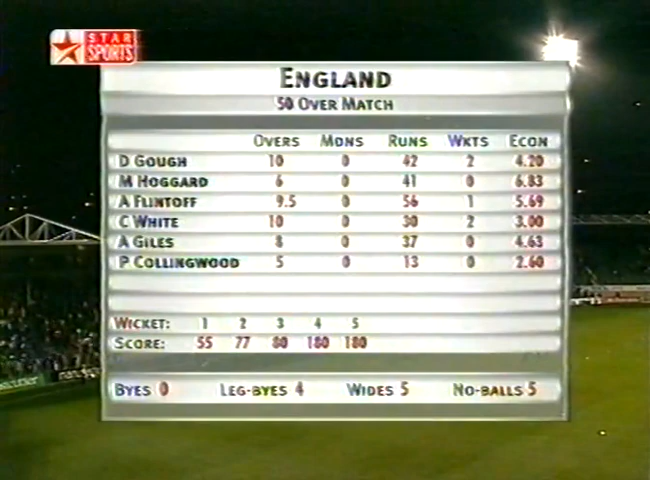 STAR
SPORTS
ENGLAND
50 OVER MATCH
OVERS MDNS RUNS WKTS ECON
D GOUGH 10 0 42 2 4.20
M HOGGARD 6 0 41 0 6.83
A FLINTOFF 9.5 0 56 1 5.69
C WHITE 10 0 30 2 3.00
A GILES 8 0 37 0 4.63
P COLLINGWOOD 5 0 13 0 2.60
WICKET: 1 2 3 4 5
SCORE: 55 77 80 180 180
BYES 0 LEG-BYES 4 WIDES 5 NO-BALLS 5